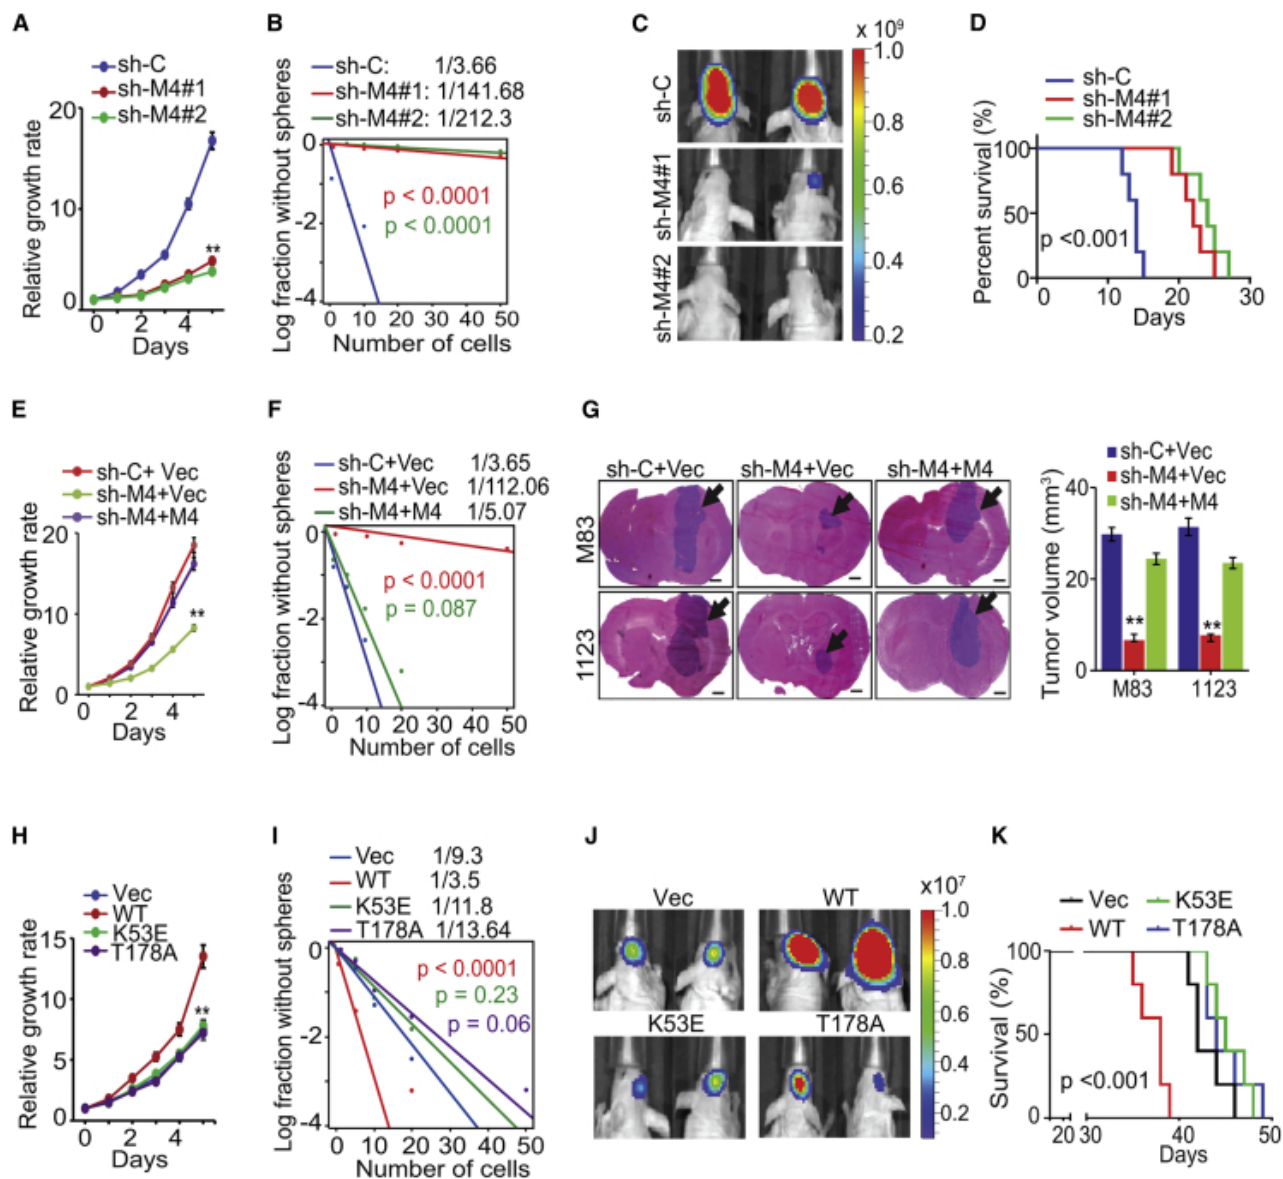 A
sh-C
sh-M4#1
sh-M4#2
20
10
0
Relative growth rate
0 2 4
Days
B
sh-C: 1/3.66
sh-M4#1: 1/141.68
sh-M4#2: 1/212.3
0
-2
-4
Log fraction without spheres
p < 0.0001
p < 0.0001
0 10 20 30 40 50
Number of cells
C
sh-C
sh-M4#1
sh-M4#2
x 10⁹
1.0
0.8
0.6
0.4
0.2
D
sh-C
sh-M4#1
sh-M4#2
Percent survival (%)
100
50
0
p <0.001
0 10 20 30
Days
E
sh-C+ Vec
sh-M4+Vec
sh-M4+M4
20
10
0
Relative growth rate
**
0 2 4
Days
F
sh-C+Vec 1/3.65
sh-M4+Vec 1/112.06
sh-M4+M4 1/5.07
0
-2
-4
Log fraction without spheres
p < 0.0001
p = 0.087
0 10 20 30 40 50
Number of cells
G
sh-C+Vec sh-M4+Vec sh-M4+M4
M83
1123
sh-C+Vec
sh-M4+Vec
sh-M4+M4
40
20
0
Tumor volume (mm³)
** **
M83 1123
H
Vec
WT
K53E
T178A
15
10
5
0
Relative growth rate
**
0 2 4
Days
I
Vec 1/9.3
WT 1/3.5
K53E 1/11.8
T178A 1/13.64
0
-2
-4
Log fraction without spheres
p < 0.0001
p = 0.23
p = 0.06
0 10 20 30 40 50
Number of cells
J
Vec WT
K53E T178A
x10⁷
1.0
0.8
0.6
0.4
0.2
K
Vec K53E
WT T178A
100
50
0
Survival (%)
p <0.001
20 30 40 50
Days